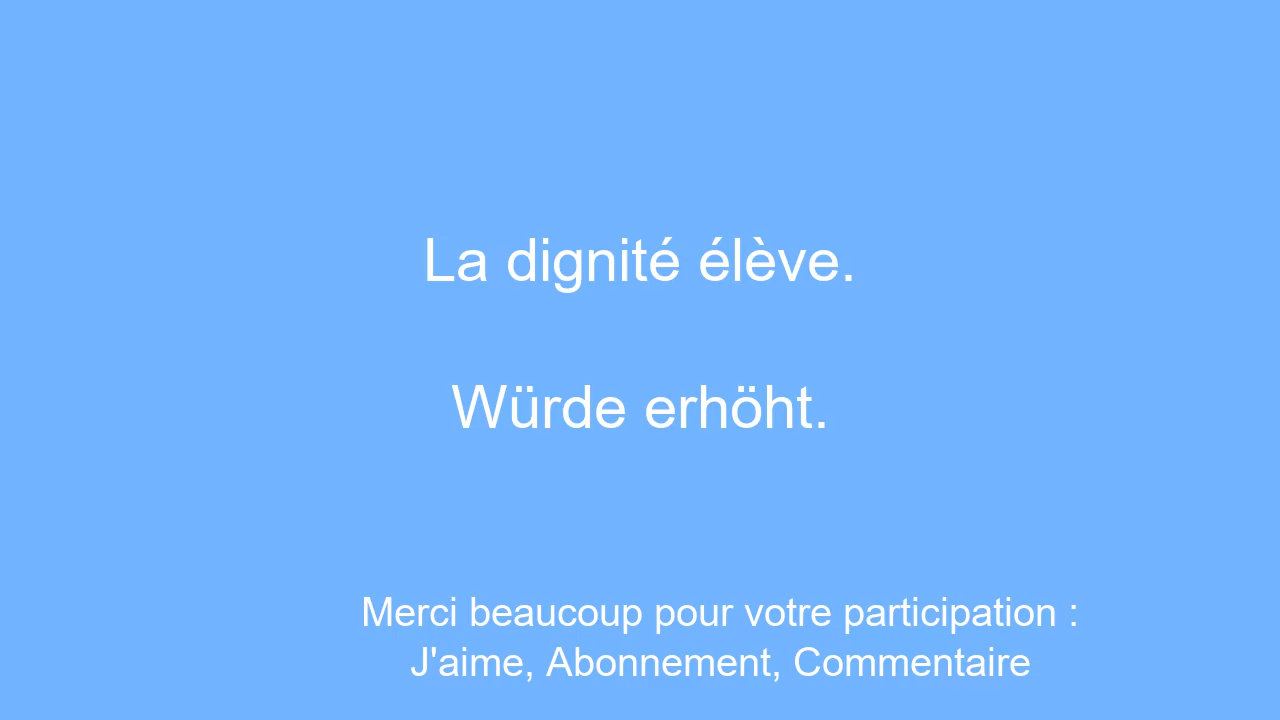 La dignité élève.
Würde erhöht.
Merci beaucoup pour votre participation :
J'aime, Abonnement, Commentaire